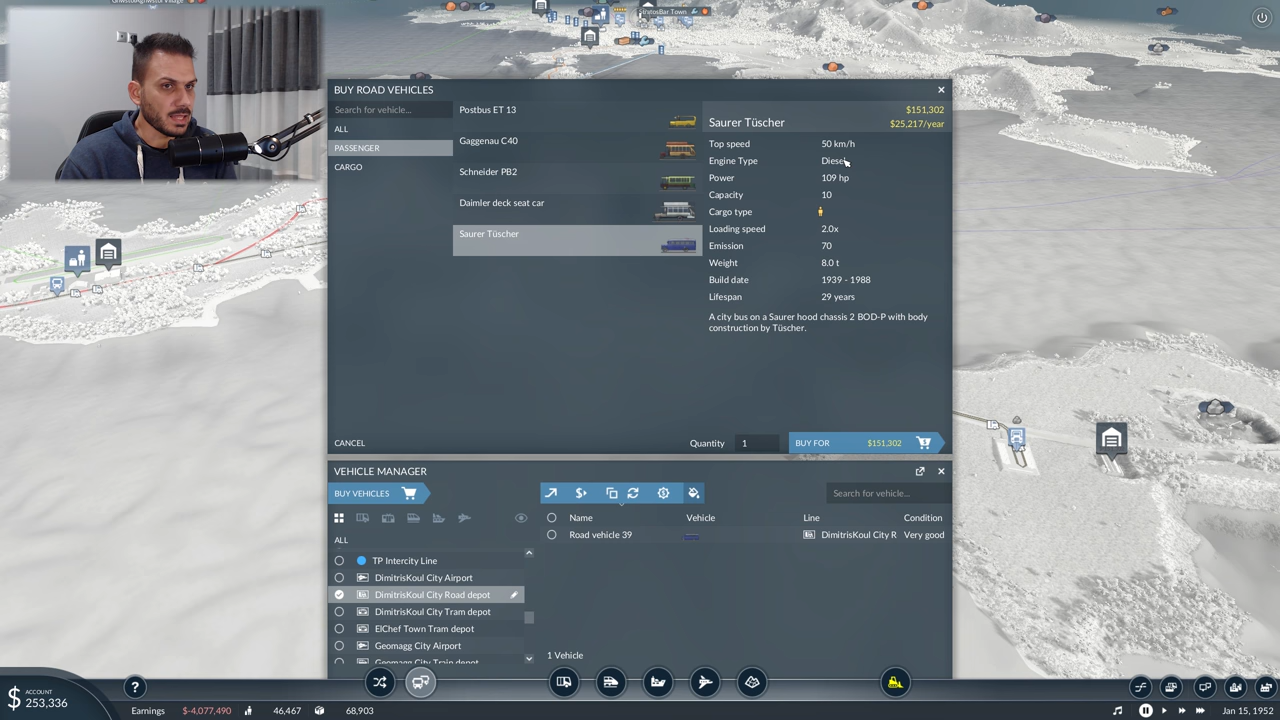 StratosBar Town
BUY ROAD VEHICLES
Search for vehicle...
ALL
PASSENGER
CARGO
Postbus ET 13
Gaggenau C40
Schneider PB2
Daimler deck seat car
Saurer Tüscher
$151,302
Saurer Tüscher
$25,217/year
Top speed 50 km/h
Engine Type Diesel
Power 109 hp
Capacity 10
Cargo type
Loading speed 2.0x
Emission 70
Weight 8.0 t
Build date 1939 - 1988
Lifespan 29 years
A city bus on a Saurer hood chassis 2 BOD-P with body
construction by Tüscher.
CANCEL
Quantity 1
BUY FOR $151,302
VEHICLE MANAGER
BUY VEHICLES
Search for vehicle...
ALL
TP Intercity Line
DimitrisKoul City Airport
DimitrisKoul City Road depot
DimitrisKoul City Tram depot
ElChef Town Tram depot
Geomagg City Airport
Geomagg City Train depot
Name Vehicle Line Condition
Road vehicle 39 DimitrisKoul City R Very good
1 Vehicle
$ ACCOUNT
253,336
?
Earnings $-4,077,490 46,467 68,903
Jan 15, 1952